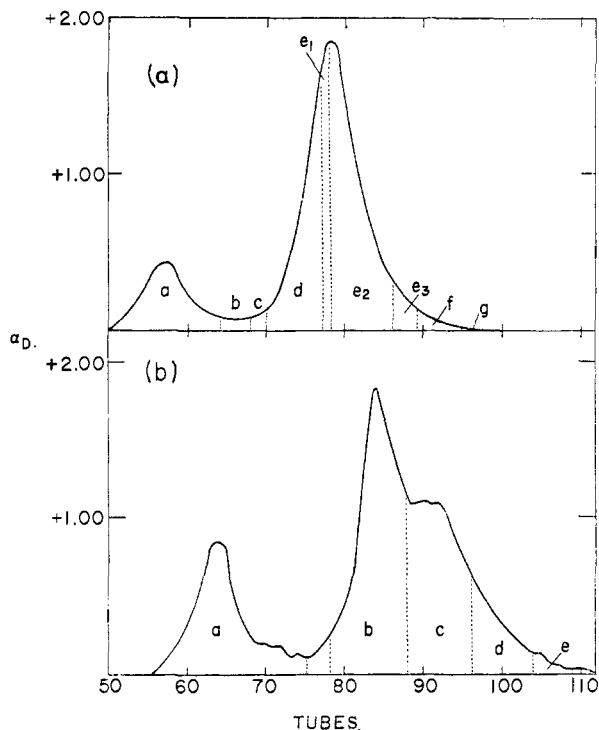 +2.00
e1
(a)
+1.00
a b c d e2 e3 f g
αD.
(b)
+2.00
+1.00
a b c d e
50 60 70 80 90 100 110
TUBES.